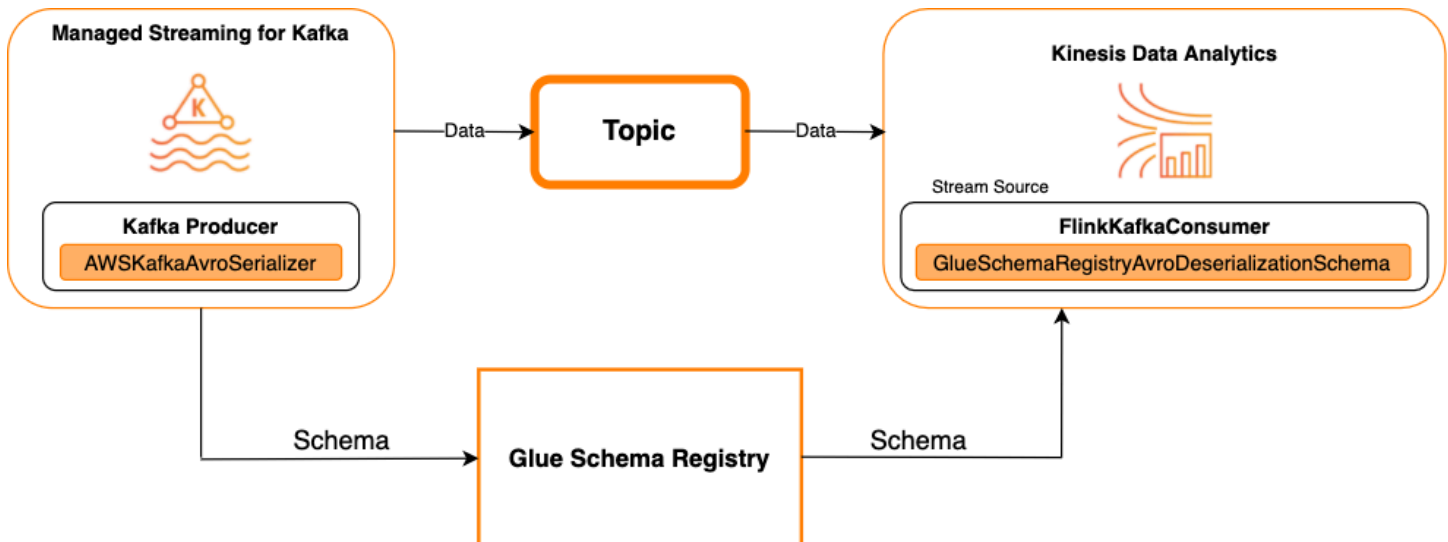 Managed Streaming for Kafka
K
Kafka Producer
AWSKafkaAvroSerializer
Data
Topic
Data
Kinesis Data Analytics
Stream Source
FlinkKafkaConsumer
GlueSchemaRegistryAvroDeserializationSchema
Schema
Glue Schema Registry
Schema